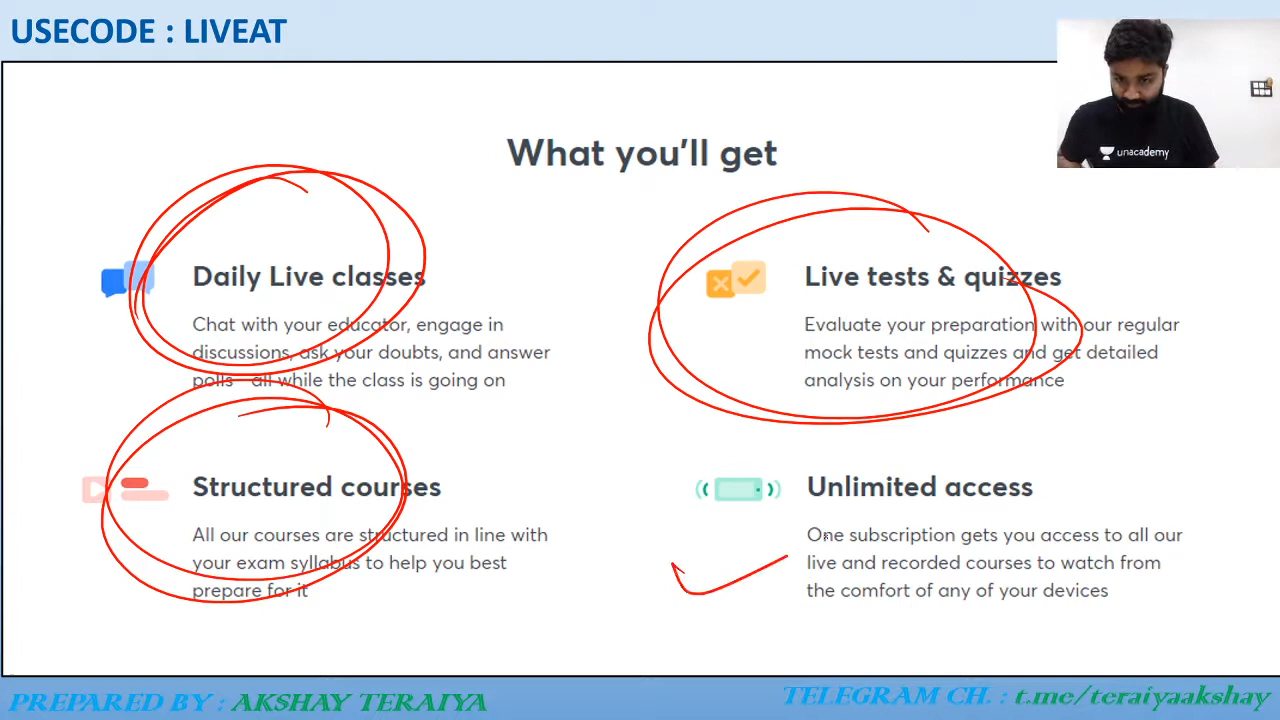 USECODE : LIVEAT
unacademy
What you'll get
Daily Live classes
Chat with your educator, engage in
discussions, ask your doubts, and answer
polls - all while the class is going on
Live tests & quizzes
Evaluate your preparation with our regular
mock tests and quizzes and get detailed
analysis on your performance
Structured courses
All our courses are structured in line with
your exam syllabus to help you best
prepare for it
Unlimited access
One subscription gets you access to all our
live and recorded courses to watch from
the comfort of any of your devices
PREPARED BY : AKSHAY TERAIYA
TELEGRAM CH. : t.me/teraiyaakshay